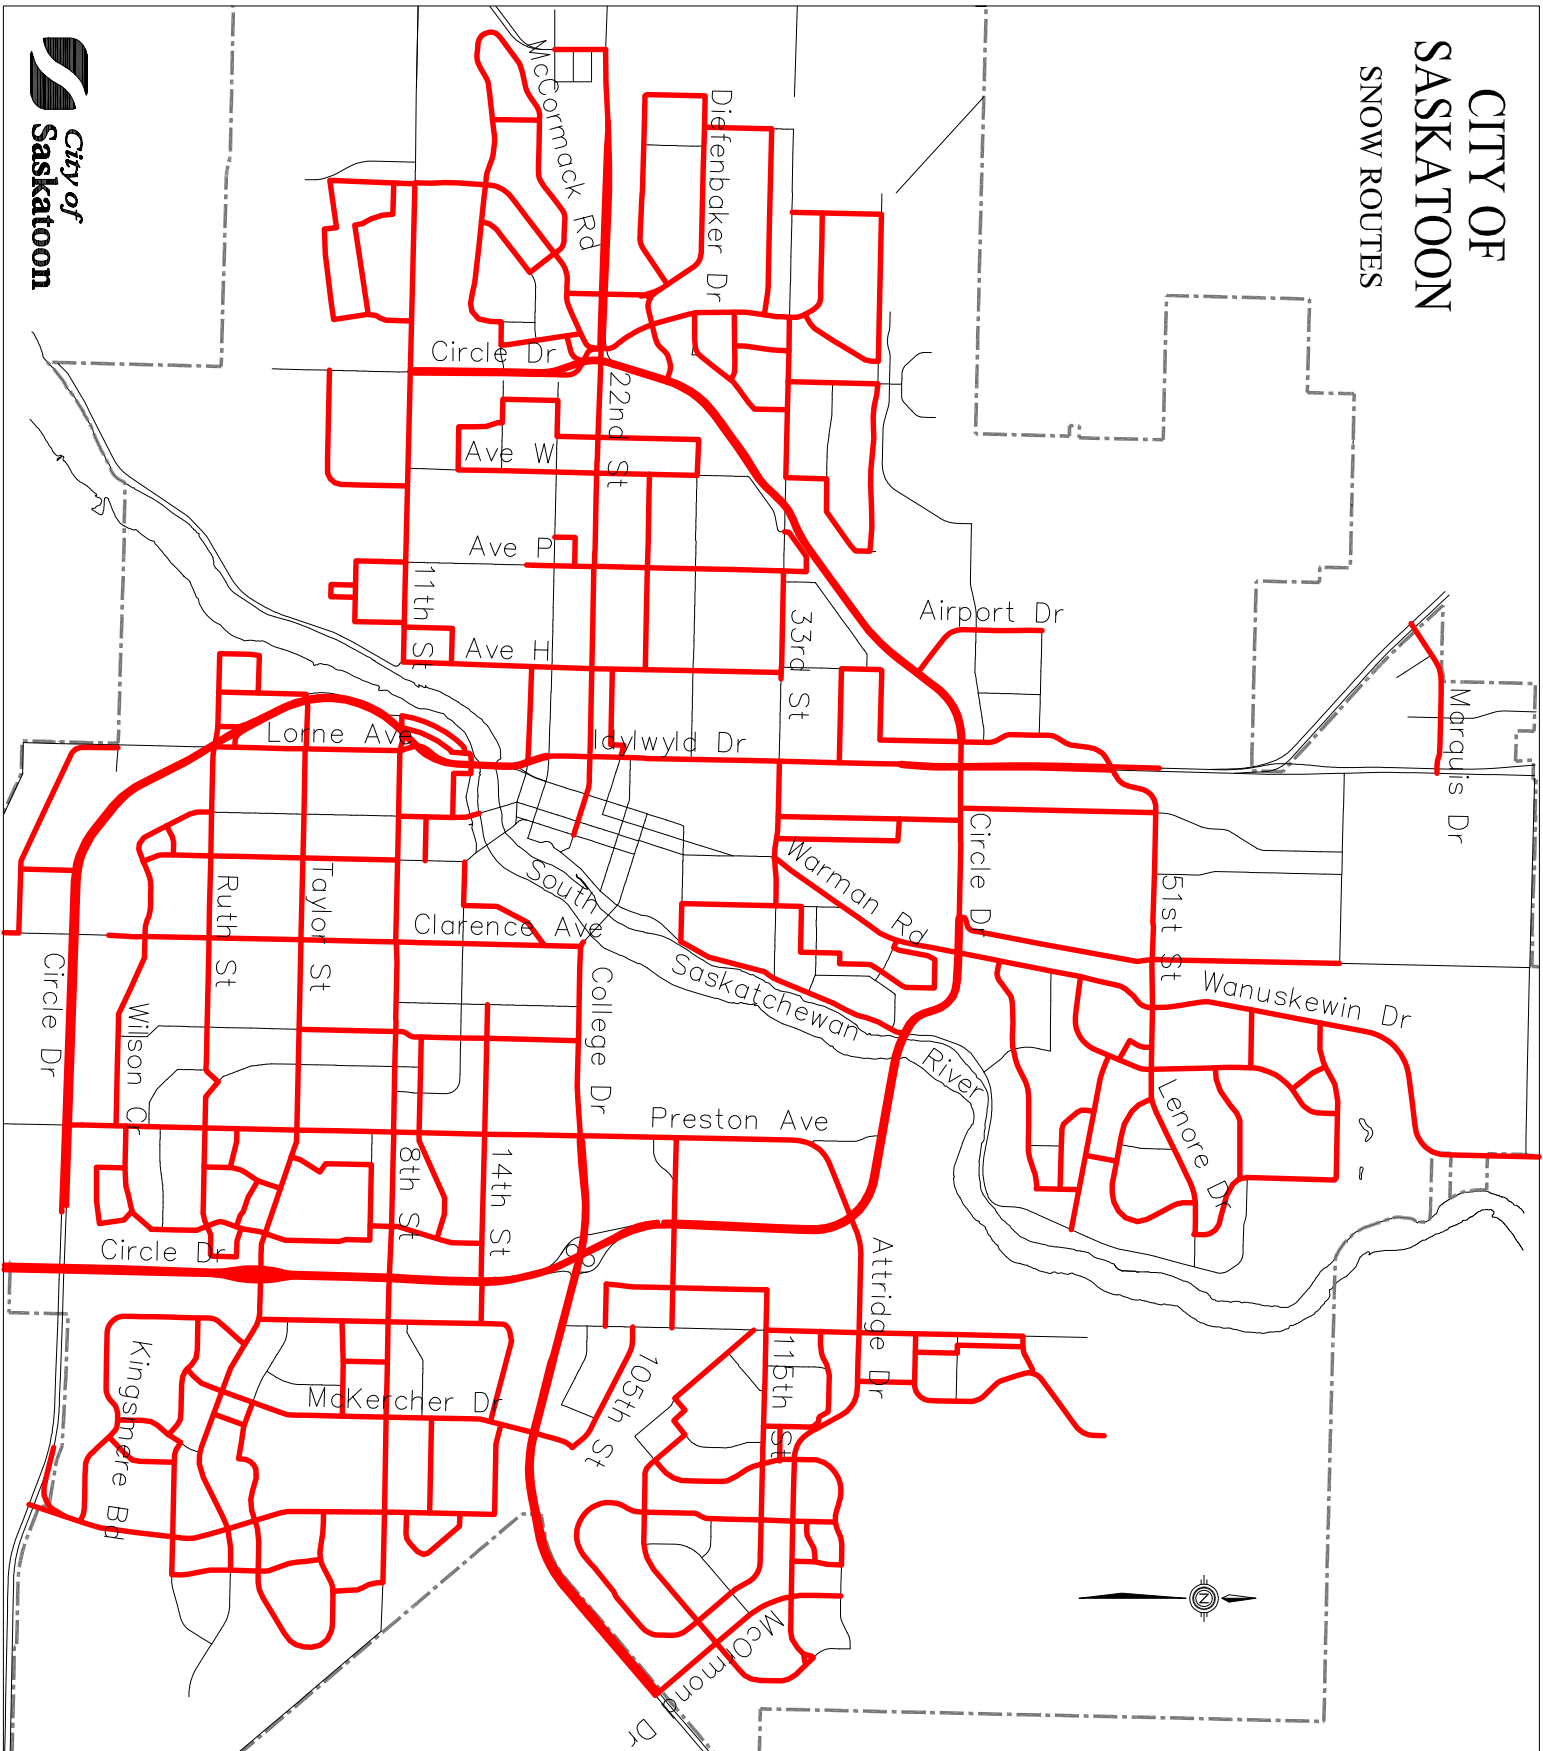 CITY OF
SASKATOON
SNOW ROUTES
McCormack Rd
Diefenbaker Dr
Circle Dr
22nd St
Ave W
Ave P
11th St
Ave H
33rd St
Airport Dr
Marquis Dr
Lorne Ave
Idylwyld Dr
Circle Dr
Warman Rd
51st St
Taylor St
Ruth St
Clarence Ave
South
Saskatchewan
River
Wanuskewin Dr
Circle Dr
Wilson Cr
College Dr
Preston Ave
Lenore Dr
8th St
14th St
Circle Dr
Attridge Dr
Kingsmere Bd
McKercher Dr
105th St
115th St
McOrmond Dr
N
City of
Saskatoon